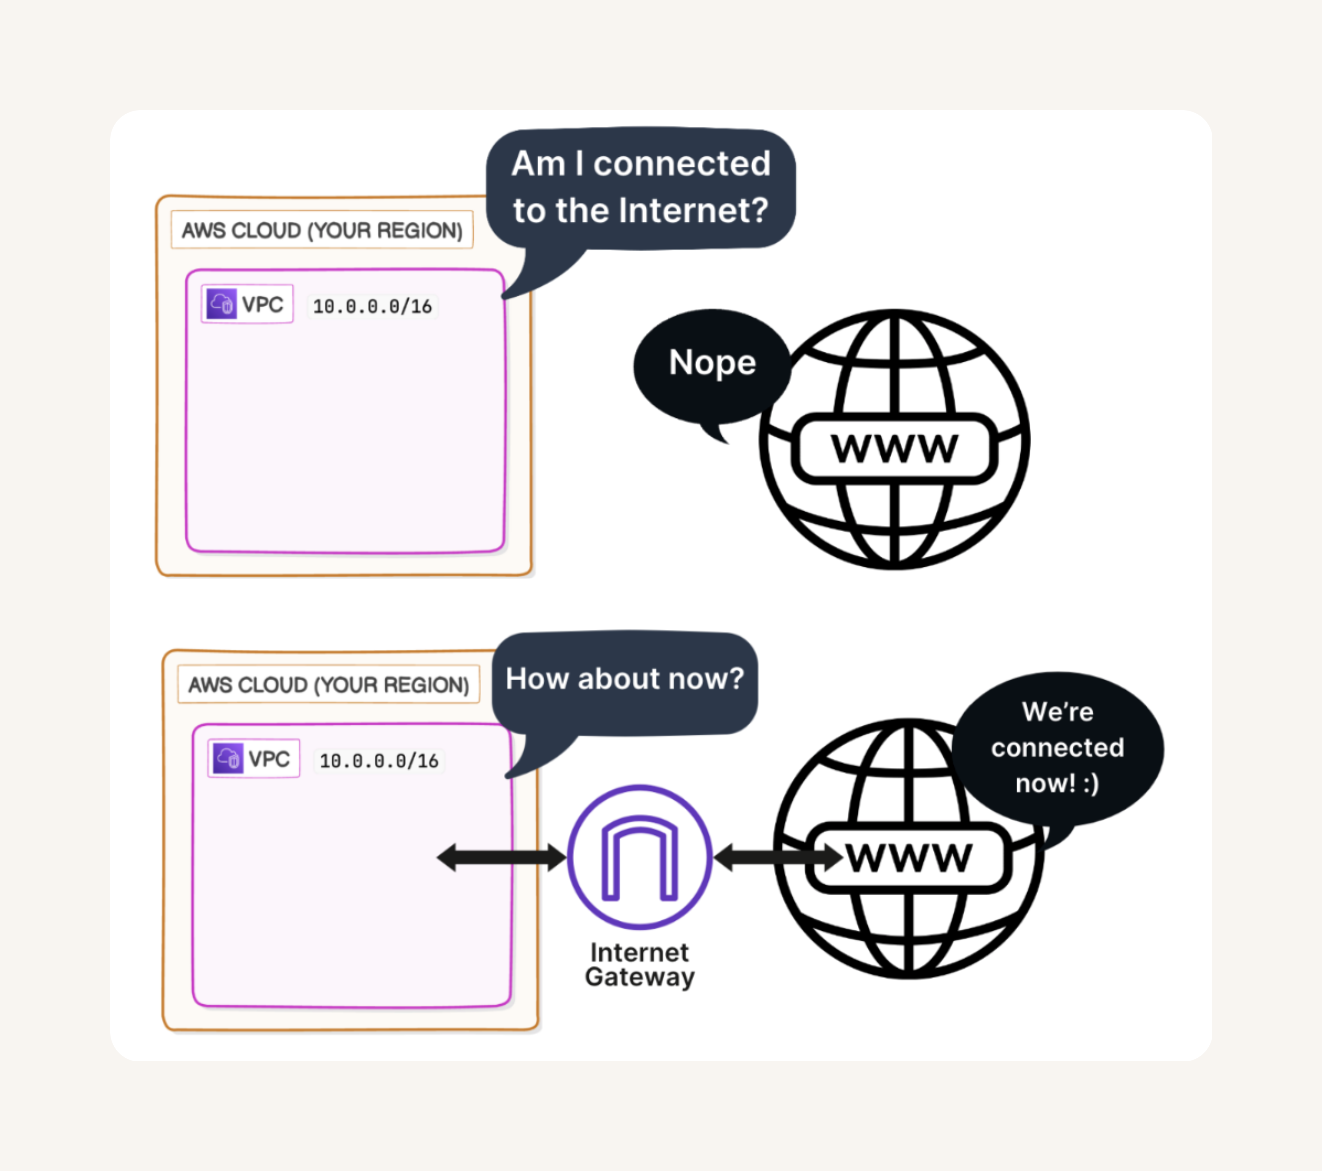 Am I connected
to the Internet?
AWS CLOUD (YOUR REGION)
VPC
10.0.0.0/16
Nope
WWW
How about now?
AWS CLOUD (YOUR REGION)
We’re
connected
now! :)
VPC
10.0.0.0/16
WWW
Internet
Gateway